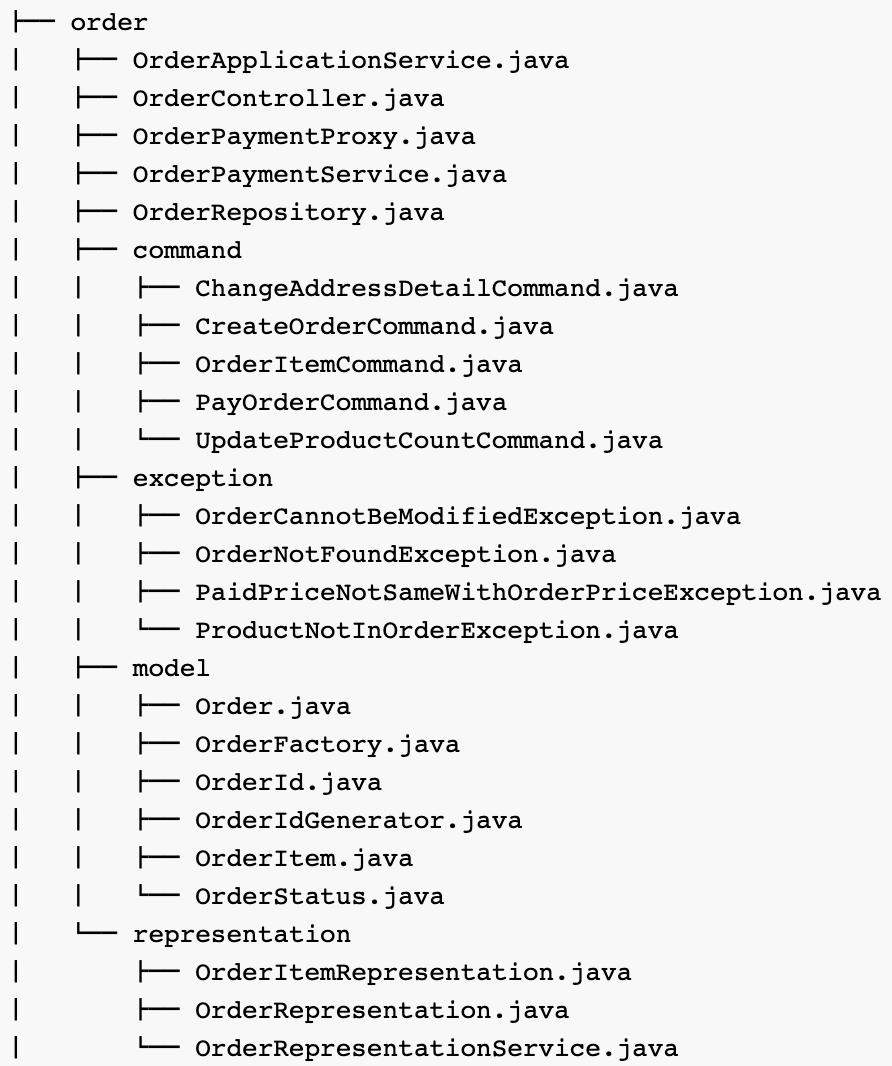 ├── order
│   ├── OrderApplicationService.java
│   ├── OrderController.java
│   ├── OrderPaymentProxy.java
│   ├── OrderPaymentService.java
│   ├── OrderRepository.java
│   ├── command
│   │   ├── ChangeAddressDetailCommand.java
│   │   ├── CreateOrderCommand.java
│   │   ├── OrderItemCommand.java
│   │   ├── PayOrderCommand.java
│   │   └── UpdateProductCountCommand.java
│   ├── exception
│   │   ├── OrderCannotBeModifiedException.java
│   │   ├── OrderNotFoundException.java
│   │   ├── PaidPriceNotSameWithOrderPriceException.java
│   │   └── ProductNotInOrderException.java
│   ├── model
│   │   ├── Order.java
│   │   ├── OrderFactory.java
│   │   ├── OrderId.java
│   │   ├── OrderIdGenerator.java
│   │   ├── OrderItem.java
│   │   └── OrderStatus.java
│   └── representation
│       ├── OrderItemRepresentation.java
│       ├── OrderRepresentation.java
│       └── OrderRepresentationService.java